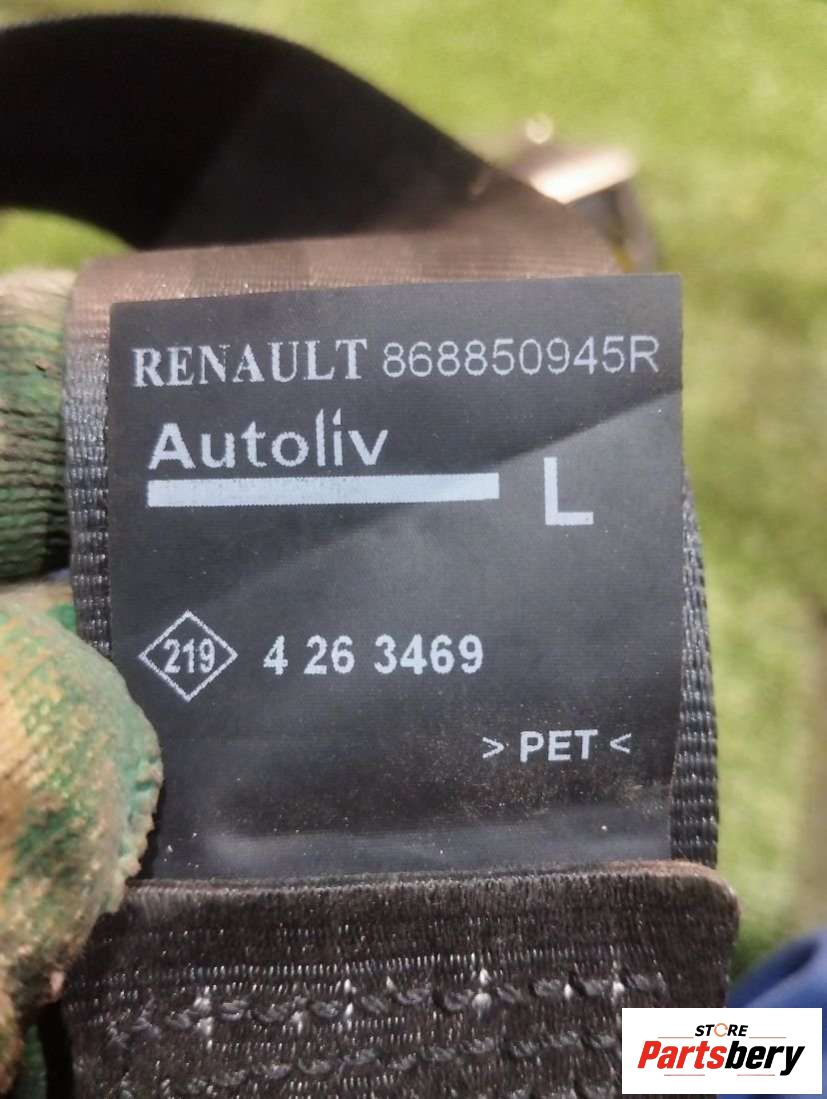 RENAULT 868850945R
Autoliv
L
219 4 26 3469
> PET <
STORE
Partsbery